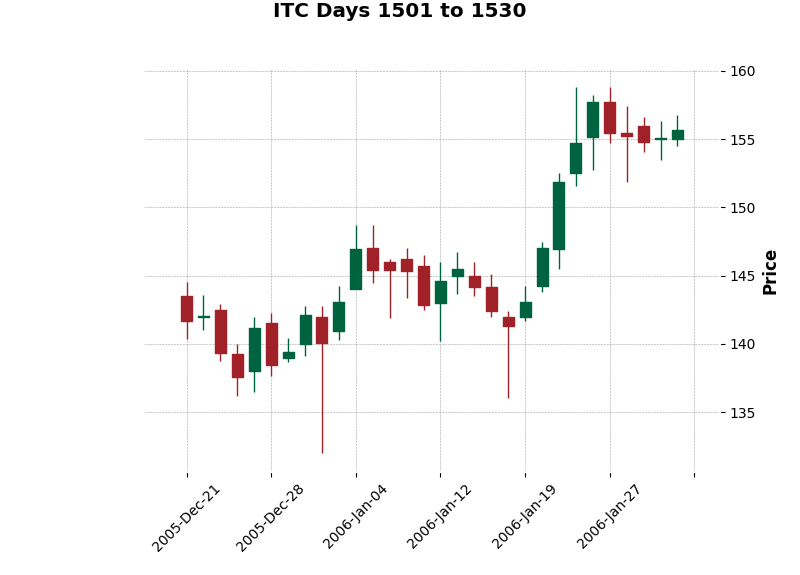 ITC Days 1501 to 1530
160
155
150
145
140
135
Price
2005-Dec-21
2005-Dec-28
2006-Jan-04
2006-Jan-12
2006-Jan-19
2006-Jan-27